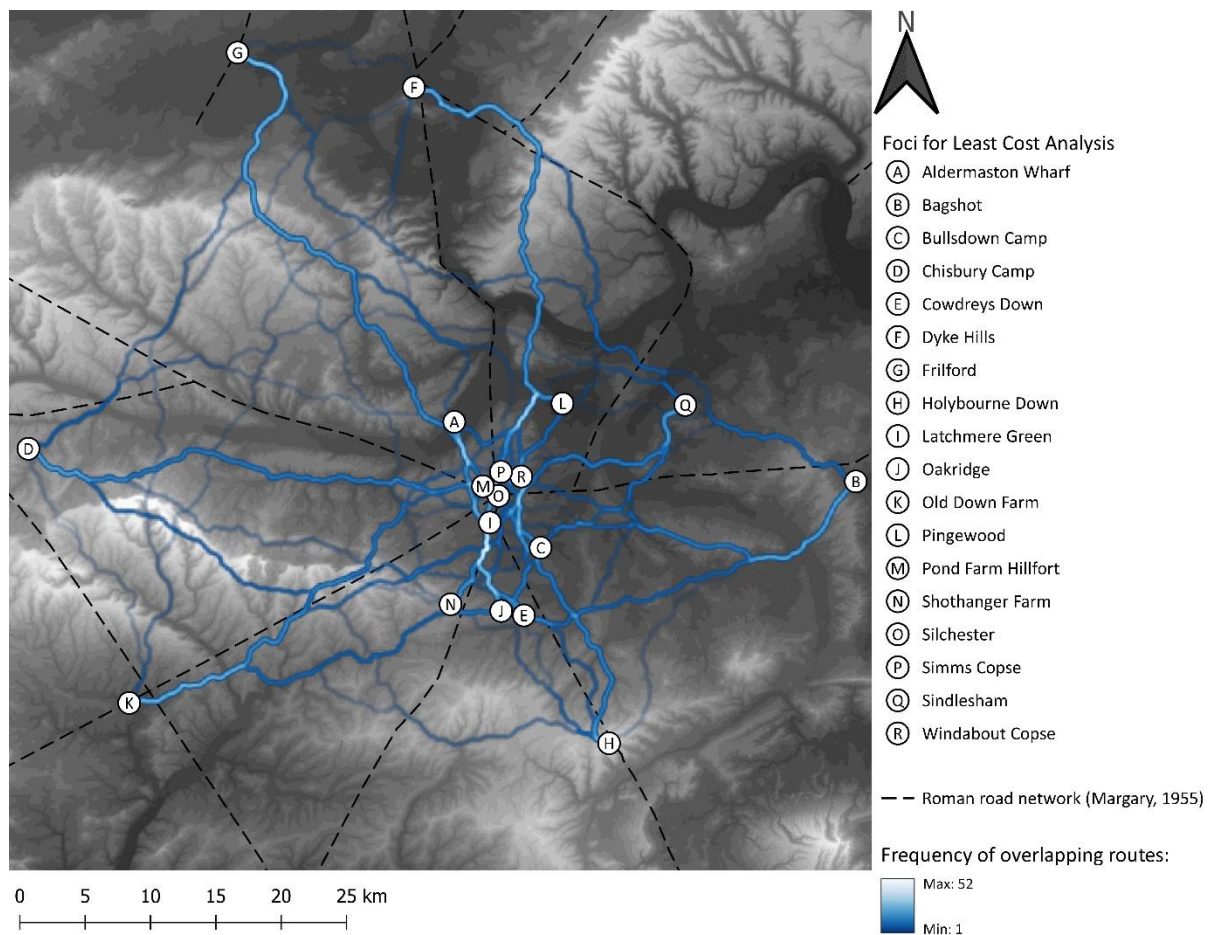 N
Foci for Least Cost Analysis
A Aldermaston Wharf
B Bagshot
C Bullsdown Camp
D Chisbury Camp
E Cowdreys Down
F Dyke Hills
G Frilford
H Holybourne Down
I Latchmere Green
J Oakridge
K Old Down Farm
L Pingewood
M Pond Farm Hillfort
N Shothanger Farm
O Silchester
P Simms Copse
Q Sindlesham
R Windabout Copse
Roman road network (Margary, 1955)
Frequency of overlapping routes:
Max: 52
Min: 1
G
F
A
L
Q
D
P
R
M
O
B
I
C
N
J
E
K
H
0 5 10 15 20 25 km